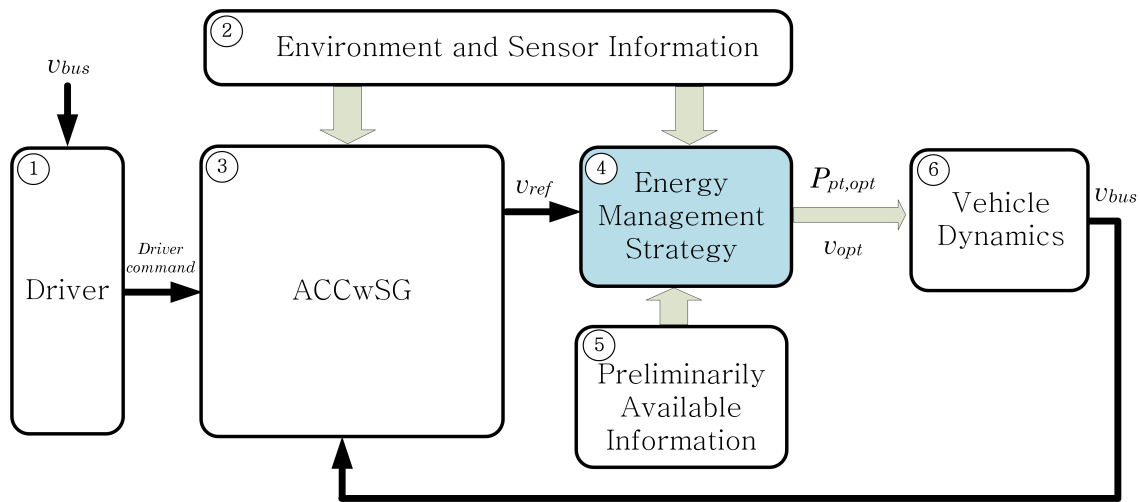 2
Environment and Sensor Information
v_bus
1
Driver
Driver
command
3
ACCwSG
v_ref
4
Energy
Management
Strategy
P_pt,opt
v_opt
6
Vehicle
Dynamics
v_bus
5
Preliminarily
Available
Information